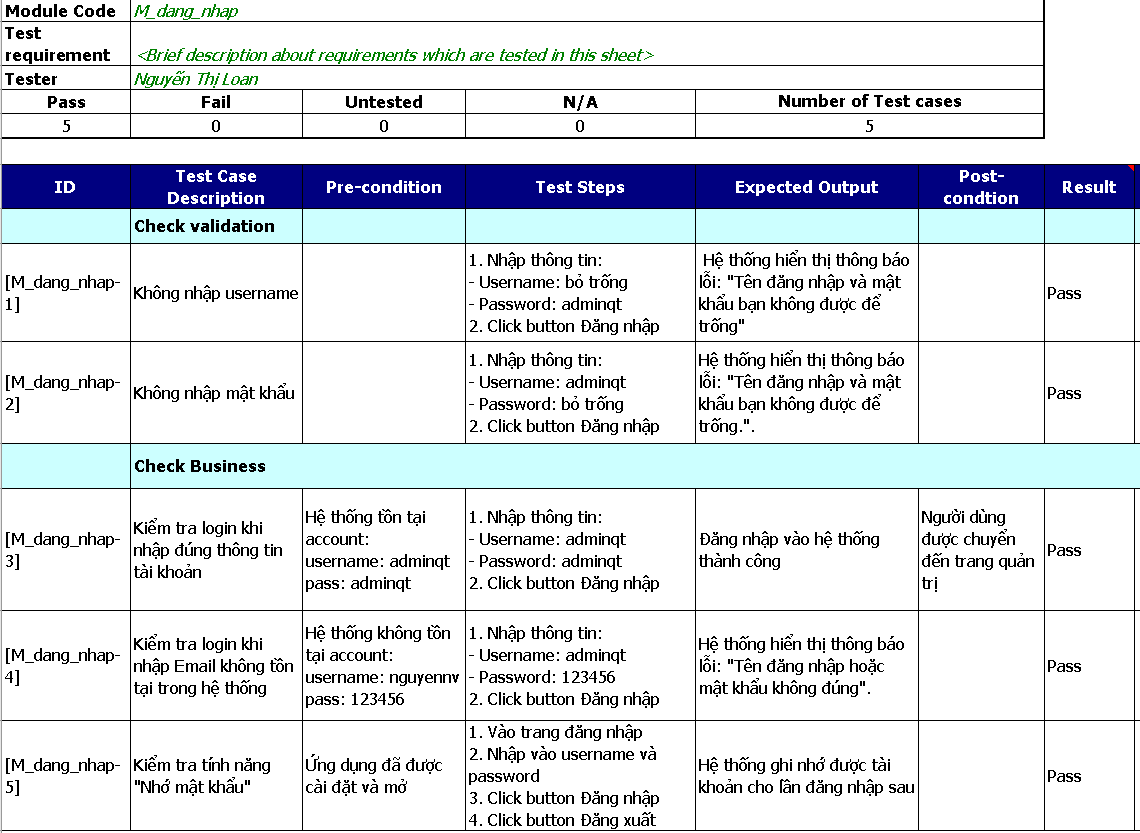 Module Code M_dang_nhap
Test
requirement <Brief description about requirements which are tested in this sheet>
Tester Nguyễn Thị Loan
Pass Fail Untested N/A Number of Test cases
5 0 0 0 5
ID
Test Case
Description
Pre-condition
Test Steps
Expected Output
Post-
condtion
Result
Check validation
[M_dang_nhap-
1]
Không nhập username
1. Nhập thông tin:
- Username: bỏ trống
- Password: adminqt
2. Click button Đăng nhập
Hệ thống hiển thị thông báo
lỗi: "Tên đăng nhập và mật
khẩu bạn không được để
trống"
Pass
[M_dang_nhap-
2]
Không nhập mật khẩu
1. Nhập thông tin:
- Username: adminqt
- Password: bỏ trống
2. Click button Đăng nhập
Hệ thống hiển thị thông báo
lỗi: "Tên đăng nhập và mật
khẩu bạn không được để
trống.".
Pass
Check Business
[M_dang_nhap-
3]
Kiểm tra login khi
nhập đúng thông tin
tài khoản
Hệ thống tồn tại
account:
username: adminqt
pass: adminqt
1. Nhập thông tin:
- Username: adminqt
- Password: adminqt
2. Click button Đăng nhập
Đăng nhập vào hệ thống
thành công
Người dùng
được chuyển
đến trang quản
trị
Pass
[M_dang_nhap-
4]
Kiểm tra login khi
nhập Email không tồn
tại trong hệ thống
Hệ thống không tồn
tại account:
username: nguyennv
pass: 123456
1. Nhập thông tin:
- Username: adminqt
- Password: 123456
2. Click button Đăng nhập
Hệ thống hiển thị thông báo
lỗi: "Tên đăng nhập hoặc
mật khẩu không đúng".
Pass
[M_dang_nhap-
5]
Kiểm tra tính năng
"Nhớ mật khẩu"
Ứng dụng đã được
cài đặt và mở
1. Vào trang đăng nhập
2. Nhập vào username và
password
3. Click button Đăng nhập
4. Click button Đăng xuất
Hệ thống ghi nhớ được tài
khoản cho lần đăng nhập sau
Pass